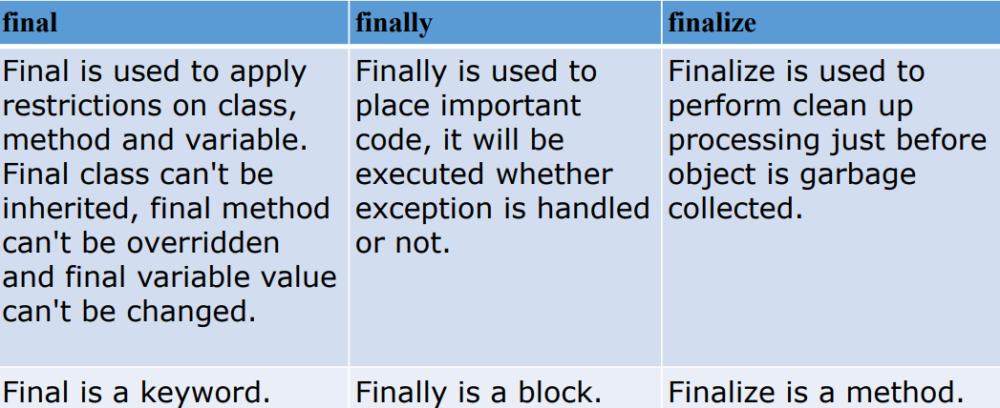 final
finally
finalize
Final is used to apply
restrictions on class,
method and variable.
Final class can't be
inherited, final method
can't be overridden
and final variable value
can't be changed.
Finally is used to
place important
code, it will be
executed whether
exception is handled
or not.
Finalize is used to
perform clean up
processing just before
object is garbage
collected.
Final is a keyword.
Finally is a block.
Finalize is a method.